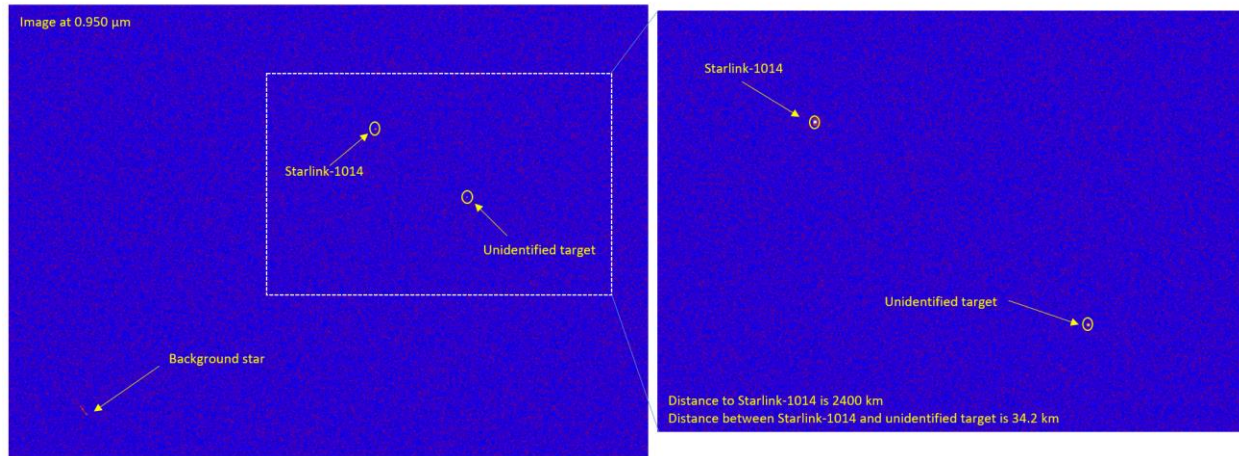 Image at 0.950 µm
Starlink-1014
Unidentified target
Background star
Starlink-1014
Unidentified target
Distance to Starlink-1014 is 2400 km
Distance between Starlink-1014 and unidentified target is 34.2 km